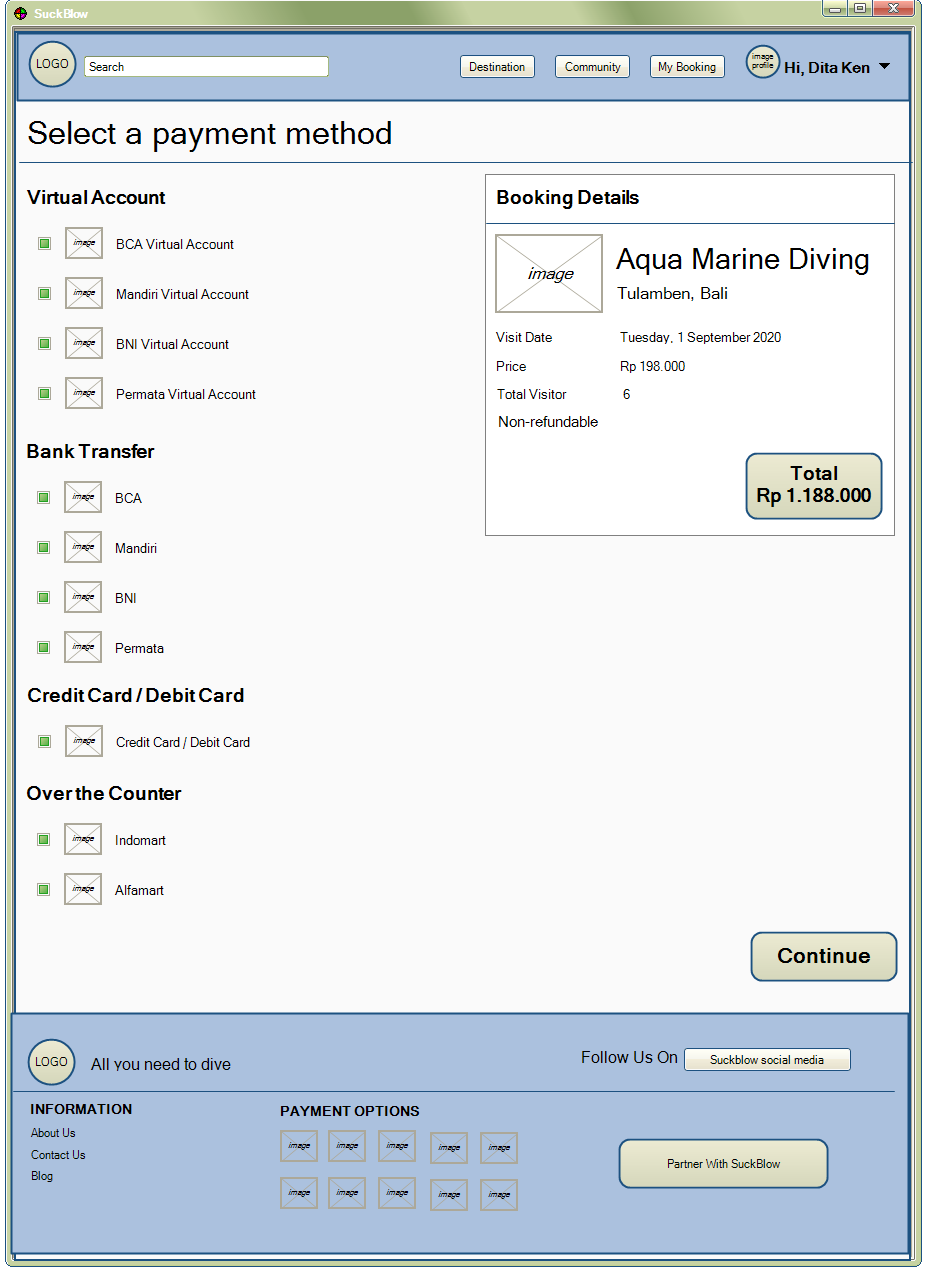 SuckBlow
LOGO
Search
Destination
Community
My Booking
image
profile
Hi, Dita Ken
Select a payment method
Virtual Account
image
BCA Virtual Account
image
Mandiri Virtual Account
image
BNI Virtual Account
image
Permata Virtual Account
Bank Transfer
image
BCA
image
Mandiri
image
BNI
image
Permata
Credit Card / Debit Card
image
Credit Card / Debit Card
Over the Counter
image
Indomart
image
Alfamart
Booking Details
image
Aqua Marine Diving
Tulamben, Bali
Visit Date Tuesday, 1 September 2020
Price Rp 198.000
Total Visitor 6
Non-refundable
Total
Rp 1.188.000
Continue
LOGO
All you need to dive
Follow Us On
Suckblow social media
INFORMATION
About Us
Contact Us
Blog
PAYMENT OPTIONS
image image image image image
image image image image image
Partner With SuckBlow